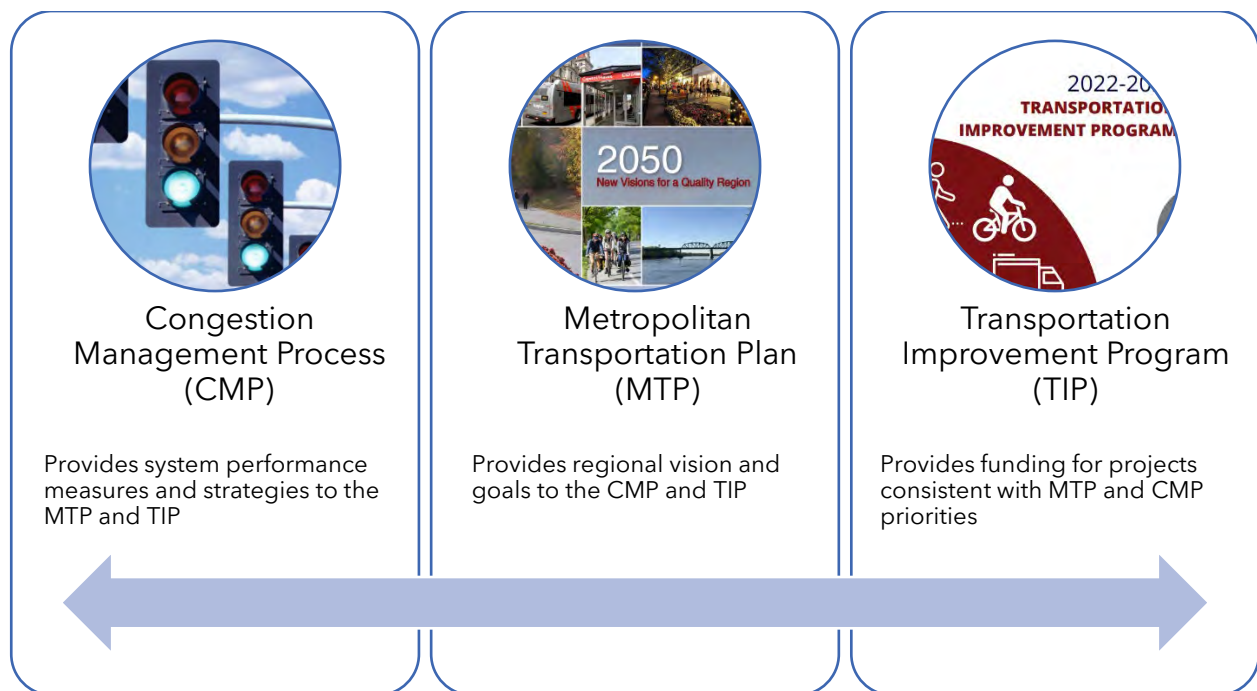 2050
New Visions for a Quality Region
2022-20
TRANSPORTATIO
IMPROVEMENT PROGRAM
Congestion
Management Process
(CMP)
Provides system performance
measures and strategies to the
MTP and TIP
Metropolitan
Transportation Plan
(MTP)
Provides regional vision and
goals to the CMP and TIP
Transportation
Improvement Program
(TIP)
Provides funding for projects
consistent with MTP and CMP
priorities